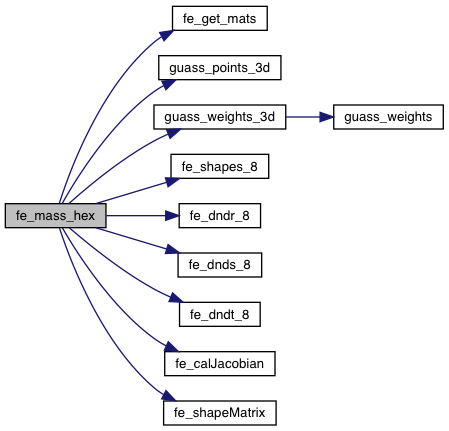 fe_get_mats
guass_points_3d
guass_weights_3d
guass_weights
fe_shapes_8
fe_mass_hex
fe_dndr_8
fe_dnds_8
fe_dndt_8
fe_calJacobian
fe_shapeMatrix